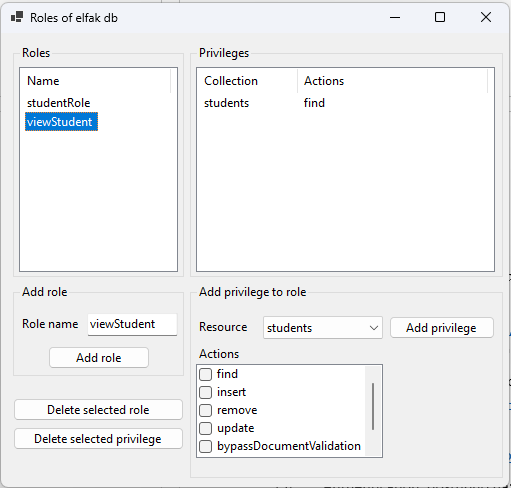 Roles of elfak db
Roles
Name
studentRole
viewStudent
Privileges
Collection Actions
students find
Add role
Role name viewStudent
Add role
Delete selected role
Delete selected privilege
Add privilege to role
Resource students Add privilege
Actions
find
insert
remove
update
bypassDocumentValidation